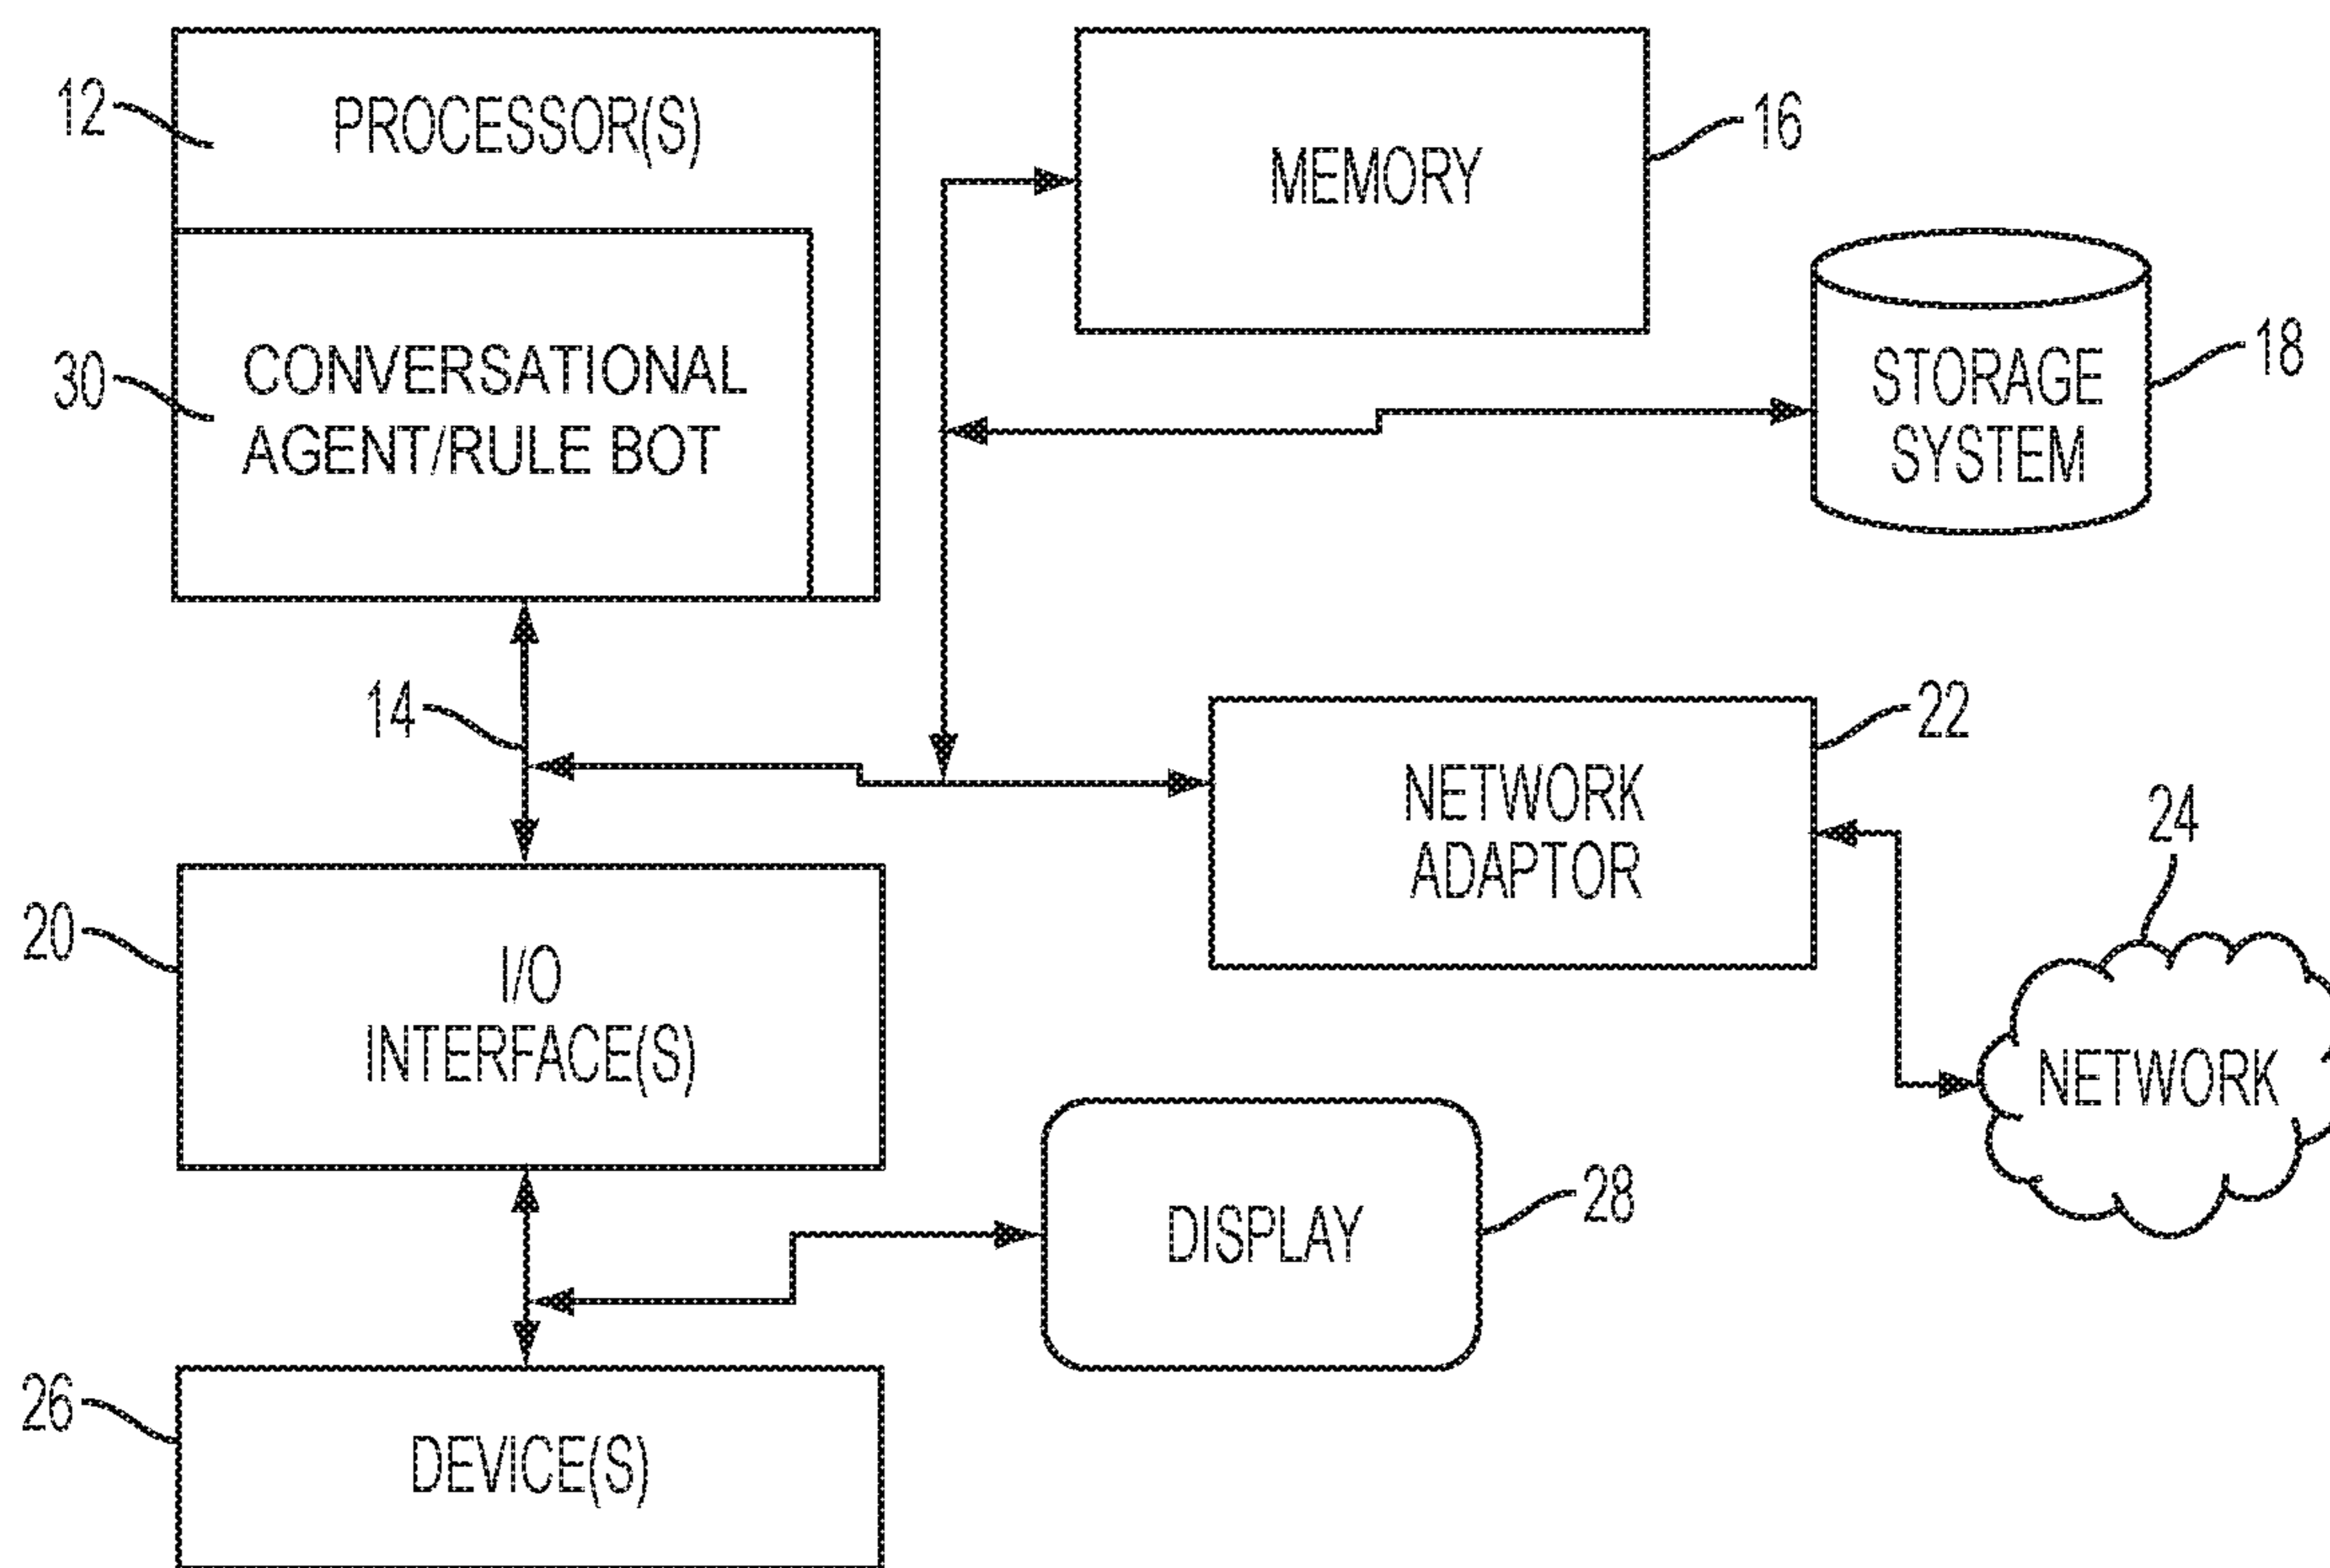 12
PROCESSOR(S)
MEMORY
16
30
CONVERSATIONAL
AGENT/RULE BOT
STORAGE
SYSTEM
18
14
22
NETWORK
ADAPTOR
24
NETWORK
20
I/O
INTERFACE(S)
DISPLAY
28
26
DEVICE(S)